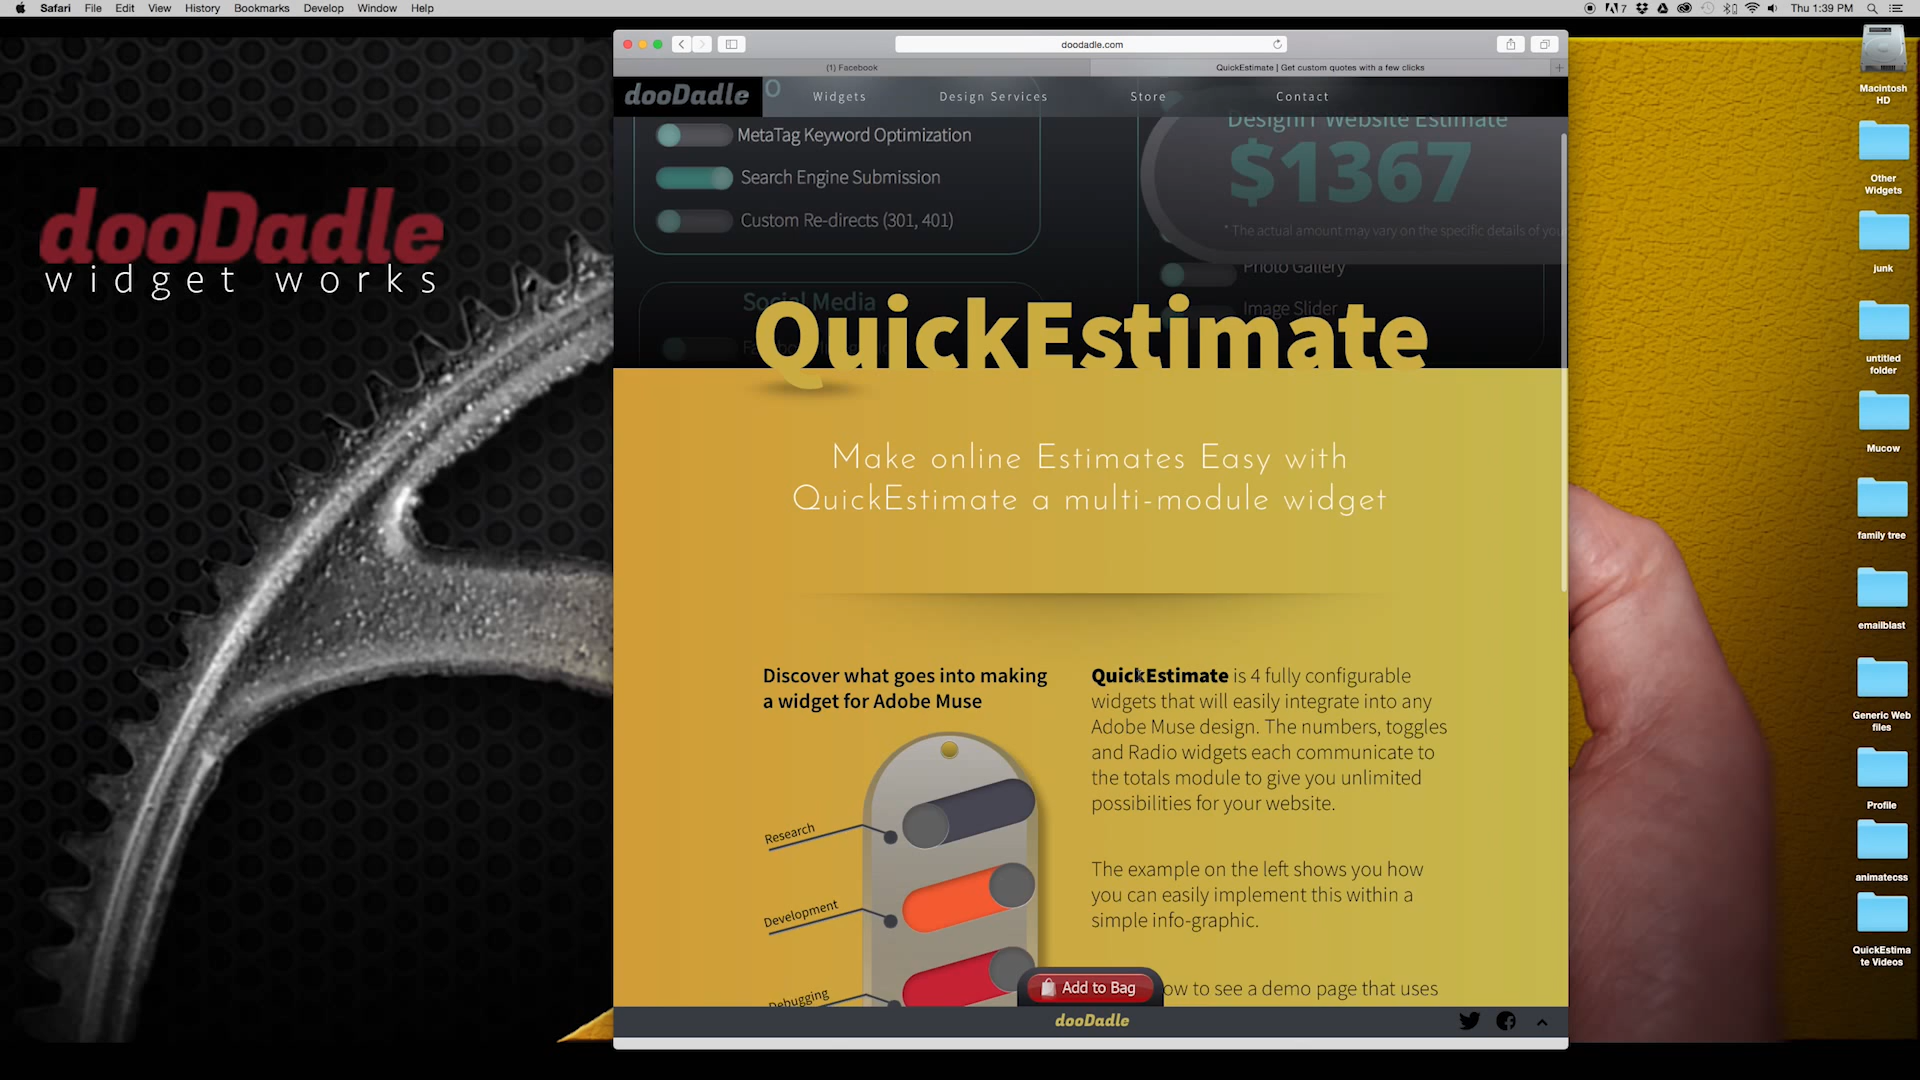 Safari File Edit View History Bookmarks Develop Window Help
7 Thu 1:39 PM
doodadle.com
(1) Facebook
QuickEstimate | Get custom quotes with a few clicks
dooDadle
Widgets
Design Services
Store
Contact
MetaTag Keyword Optimization
Search Engine Submission
Custom Re-directs (301, 401)
Social Media
Website Estimate
$1367
* The actual amount may vary on the specific details of you
Photo Gallery
Image Slider
QuickEstimate
Make online Estimates Easy with
QuickEstimate a multi-module widget
Discover what goes into making
a widget for Adobe Muse
Research
Development
Debugging
QuickEstimate is 4 fully configurable
widgets that will easily integrate into any
Adobe Muse design. The numbers, toggles
and Radio widgets each communicate to
the totals module to give you unlimited
possibilities for your website.
The example on the left shows you how
you can easily implement this within a
simple info-graphic.
ow to see a demo page that uses
Add to Bag
dooDadle
dooDadle
widget works
Macintosh
HD
Other
Widgets
junk
untitled
folder
Mucow
family tree
emailblast
Generic Web
files
Profile
animatecss
QuickEstima
te Videos